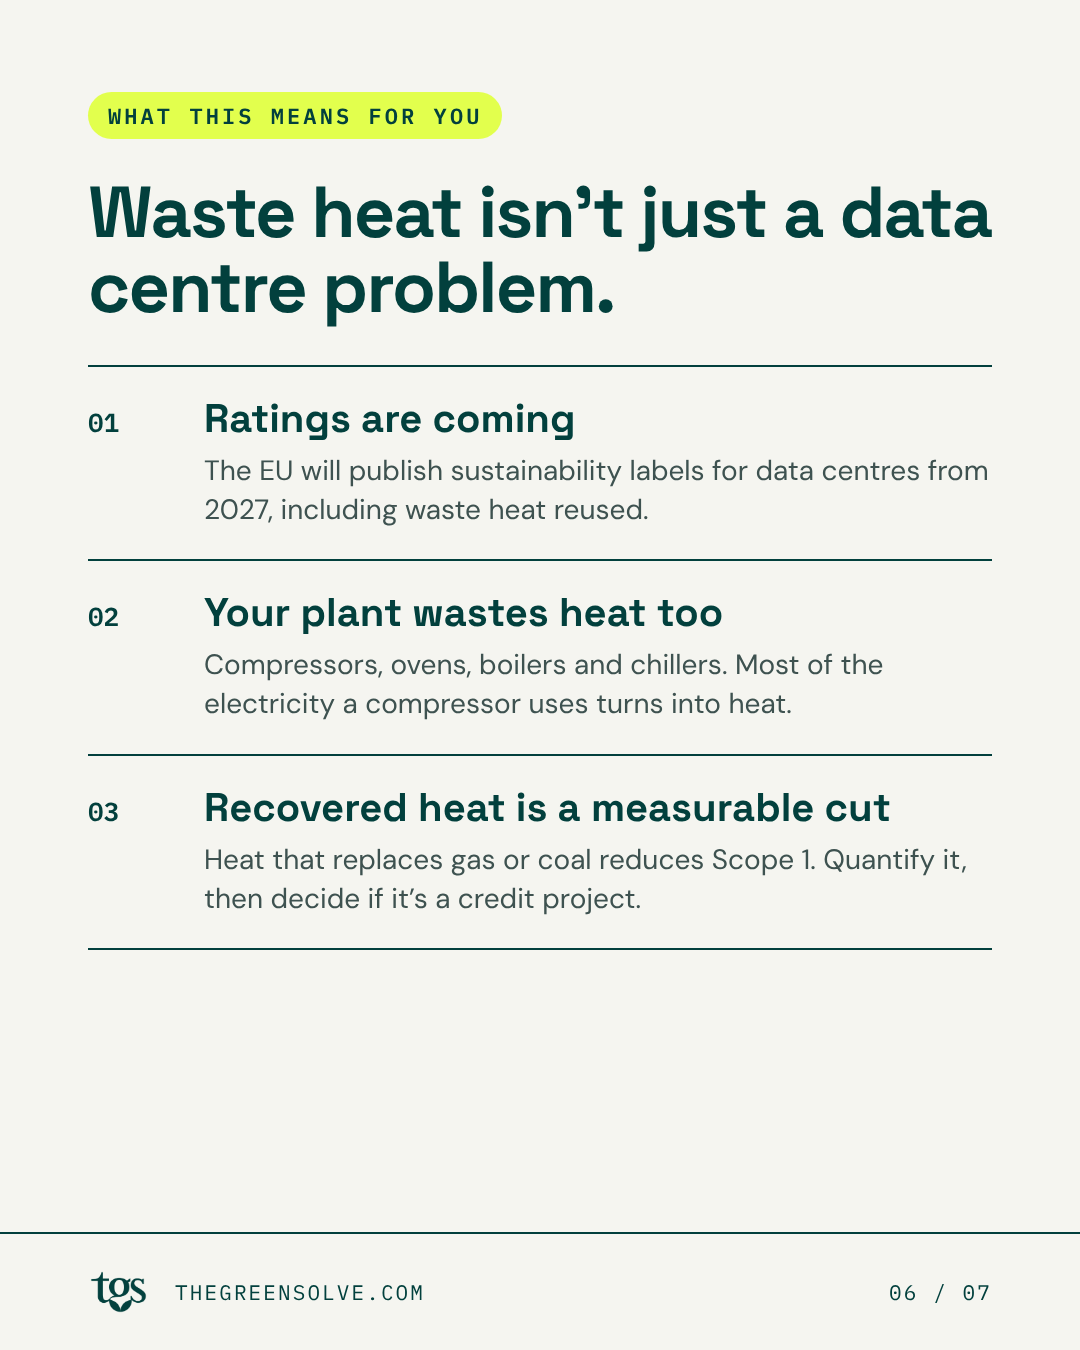 WHAT THIS MEANS FOR YOU
Waste heat isn’t just a data
centre problem.
01
Ratings are coming
The EU will publish sustainability labels for data centres from
2027, including waste heat reused.
02
Your plant wastes heat too
Compressors, ovens, boilers and chillers. Most of the
electricity a compressor uses turns into heat.
03
Recovered heat is a measurable cut
Heat that replaces gas or coal reduces Scope 1. Quantify it,
then decide if it’s a credit project.
tgs
THEGREENSOLVE.COM
06 / 07